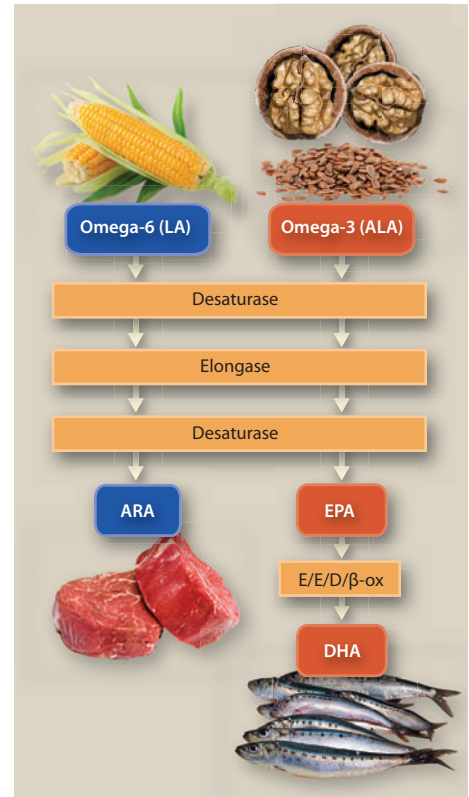 Omega-6 (LA)
Omega-3 (ALA)
Desaturase
Elongase
Desaturase
ARA
EPA
E/E/D/β-ox
DHA